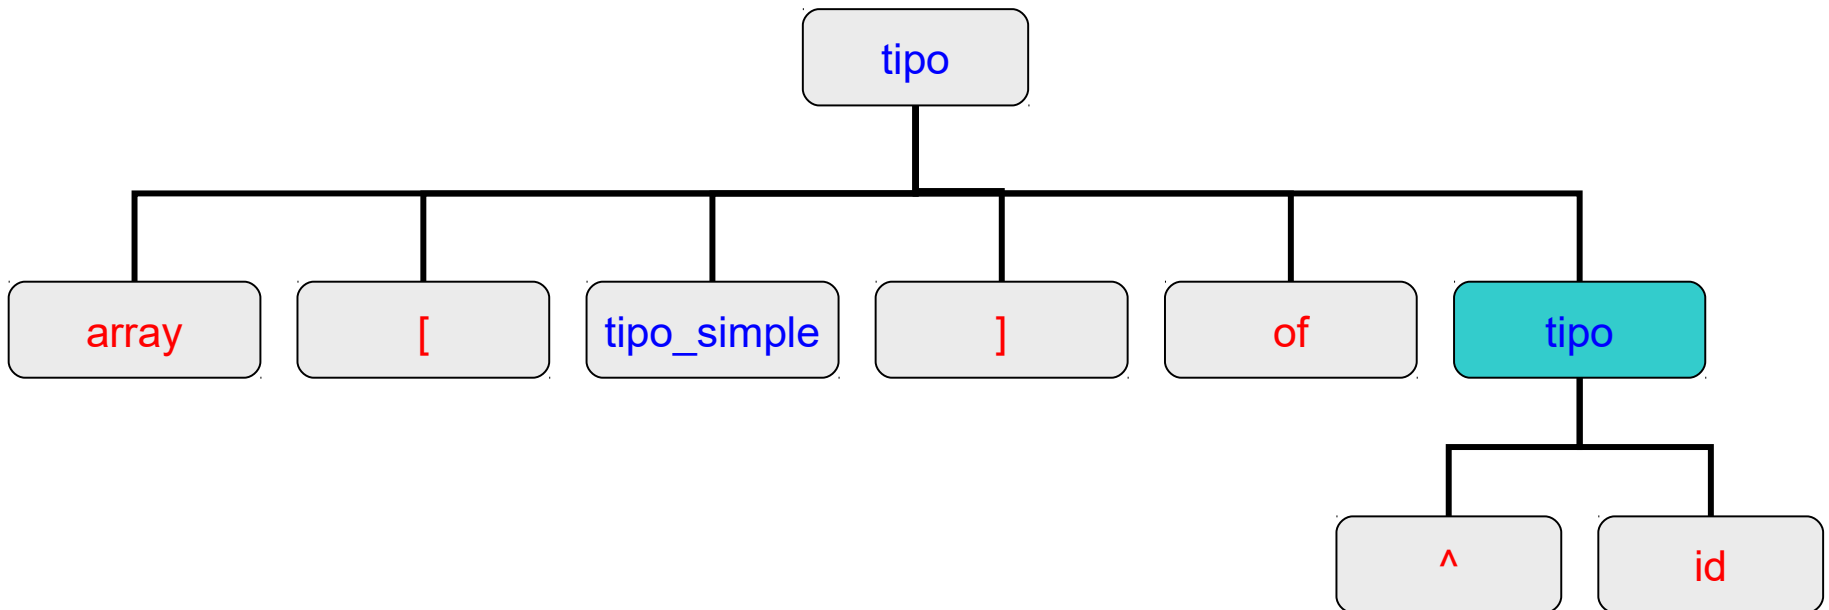 tipo
array
[
tipo_simple
]
of
tipo
^
id